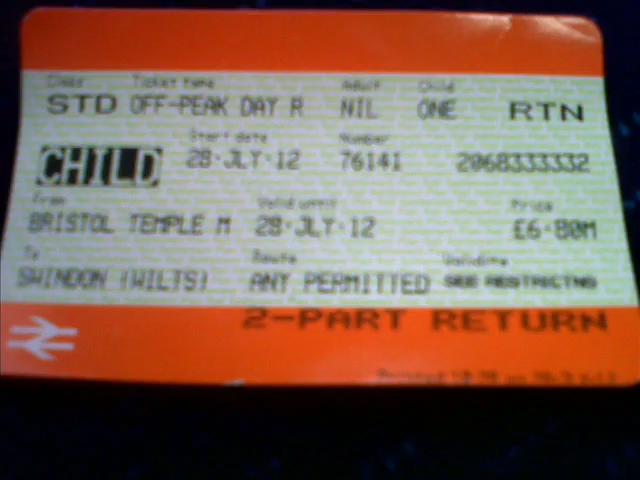 Class Ticket type Adult Child
STD OFF-PEAK DAY R NIL ONE RTN
Start date Number
CHILD 28·JLY·12 76141 2068333332
From Valid until Price
BRISTOL TEMPLE M 28·JLY·12 £6·80M
To Route Validity
SWINDON (WILTS) ANY PERMITTED SEE RESTRICTNS
2-PART RETURN
Printed